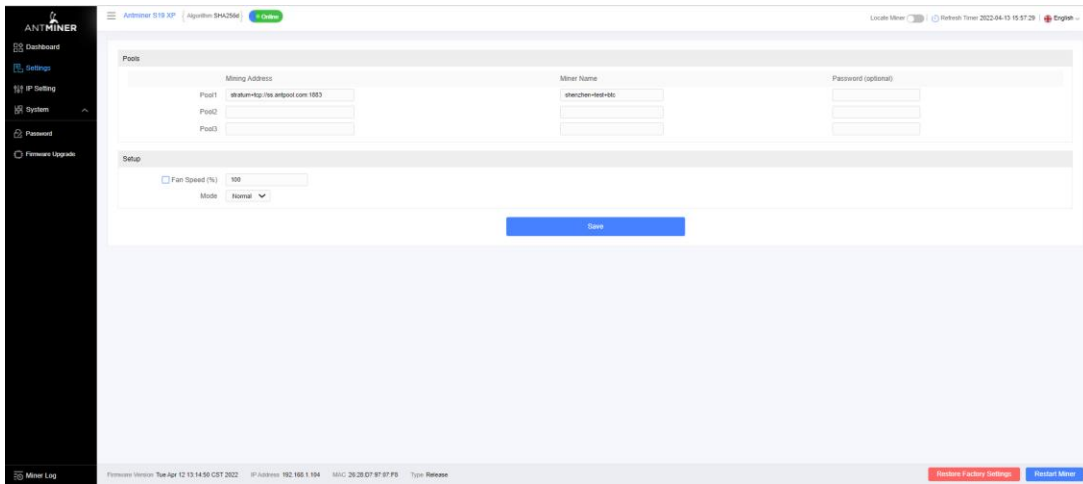 ANTMINER
Antminer S19 XP Algorithm SHA256d Online
Locate Miner Refresh Timer 2022-04-13 15:57:29 English
Dashboard
Settings
IP Setting
System
Password
Firmware Upgrade
Pools
Mining Address Miner Name Password (optional)
Pool1 stratum+tcp://ss.antpool.com:1883 shenzhen+test+btc
Pool2
Pool3
Setup
Fan Speed (%) 100
Mode Normal
Save
Miner Log
Firmware Version Tue Apr 12 13:14:50 CST 2022 IP Address 192.168.1.104 MAC Type Release
Restore Factory Settings Restart Miner